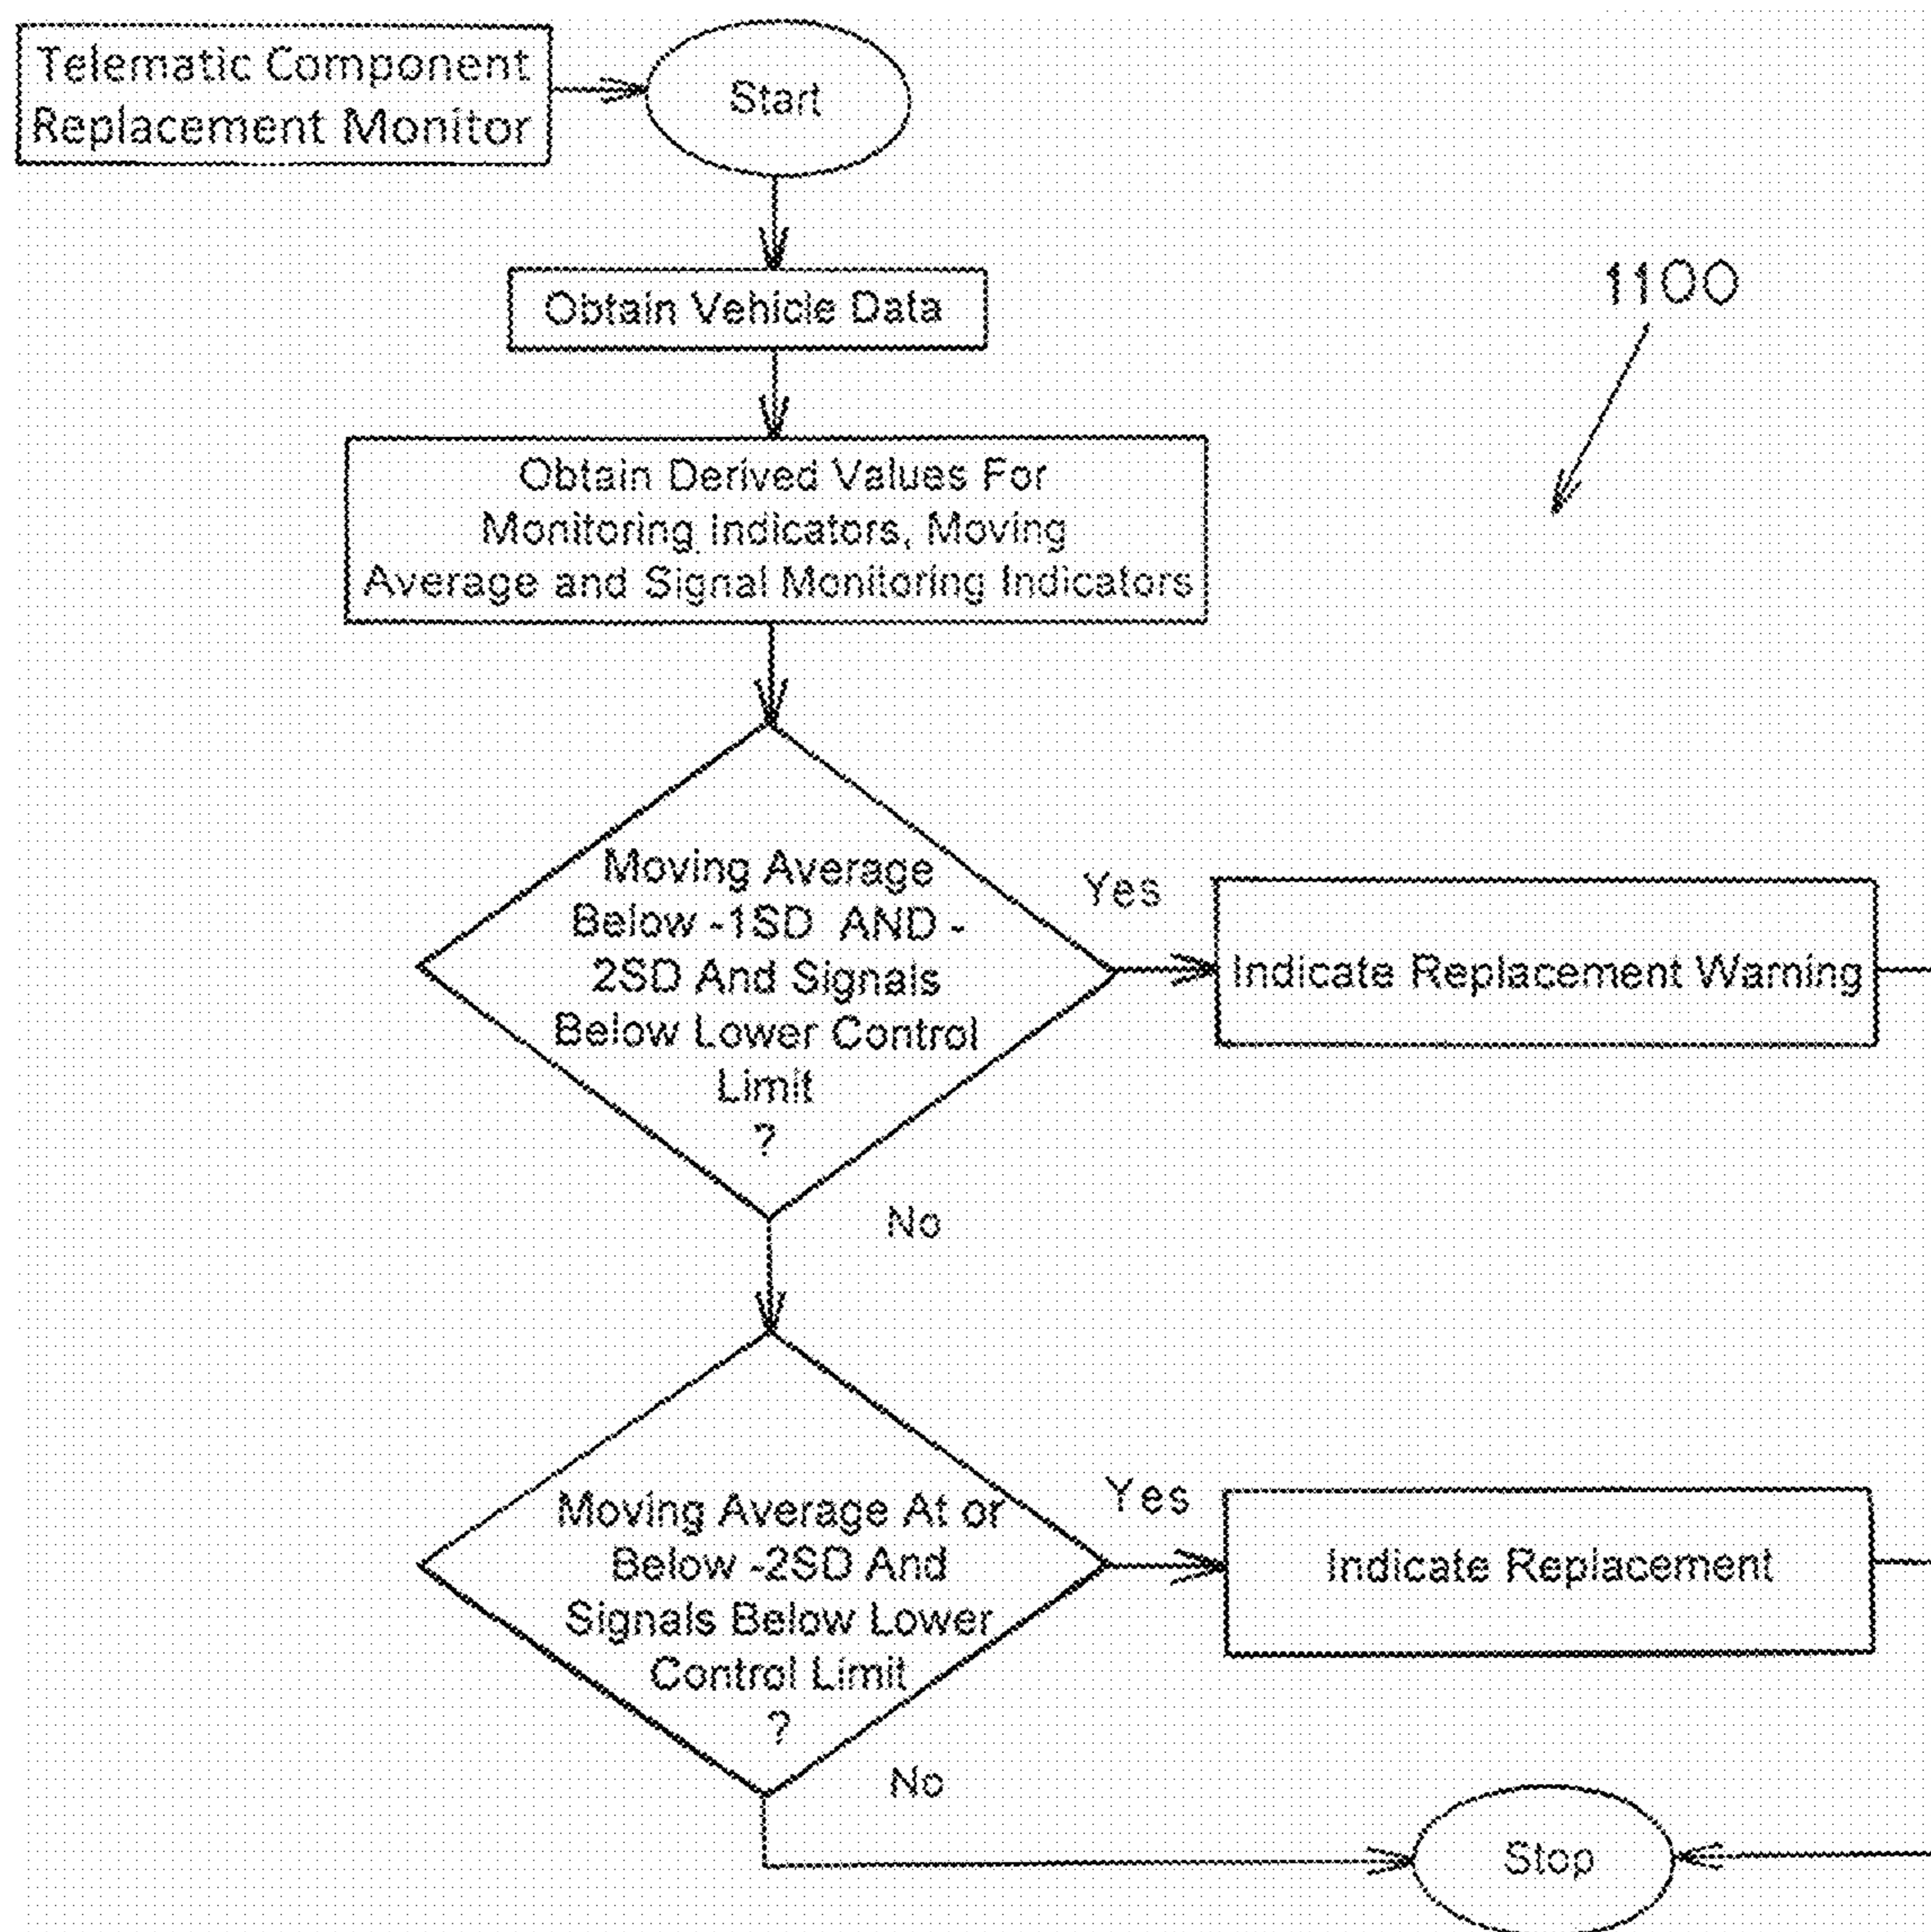 Telematic Component
Replacement Monitor
Start
Obtain Vehicle Data
1100
Obtain Derived Values For
Monitoring Indicators, Moving
Average and Signal Monitoring Indicators
Moving Average
Below -1SD AND -
2SD And Signals
Below Lower Control
Limit
?
Yes
Indicate Replacement Warning
No
Moving Average At or
Below -2SD And
Signals Below Lower
Control Limit
?
Yes
Indicate Replacement
No
Stop